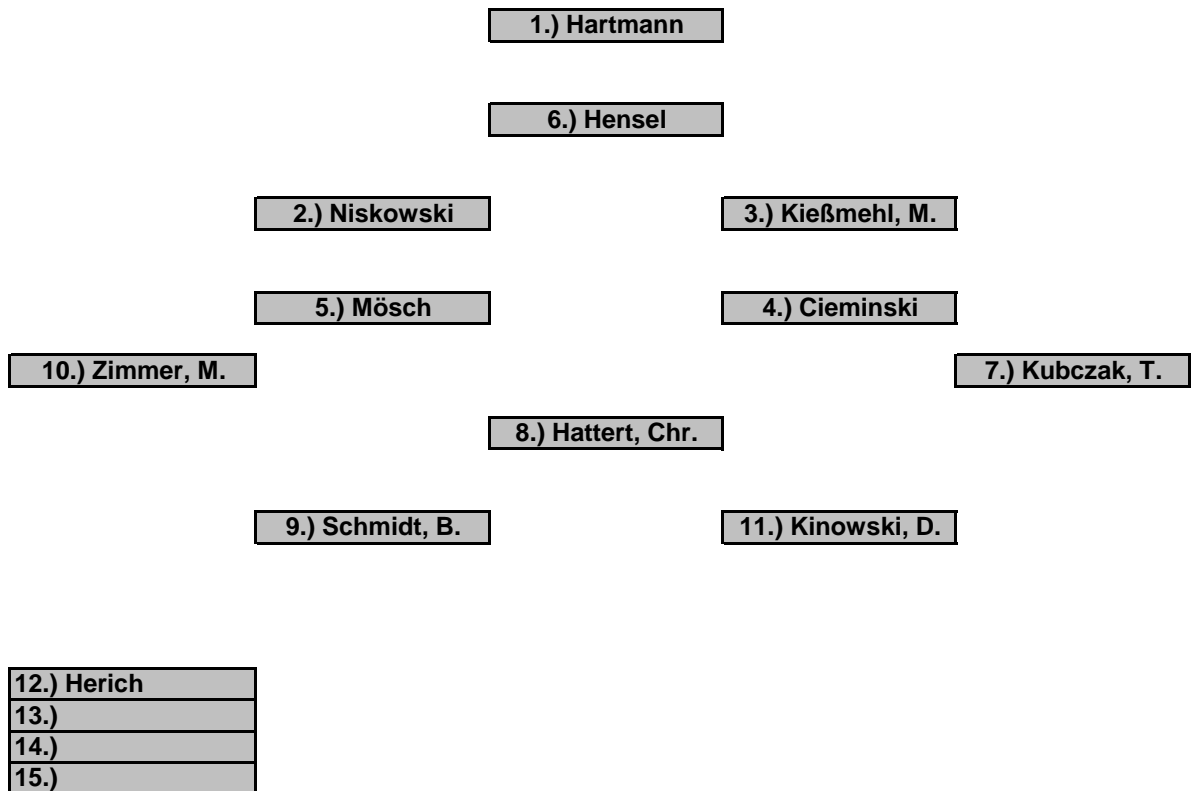 1.) Hartmann
6.) Hensel
2.) Niskowski
3.) Kießmehl, M.
5.) Mösch
4.) Cieminski
10.) Zimmer, M.
7.) Kubczak, T.
8.) Hattert, Chr.
9.) Schmidt, B.
11.) Kinowski, D.
12.) Herich
13.)
14.)
15.)